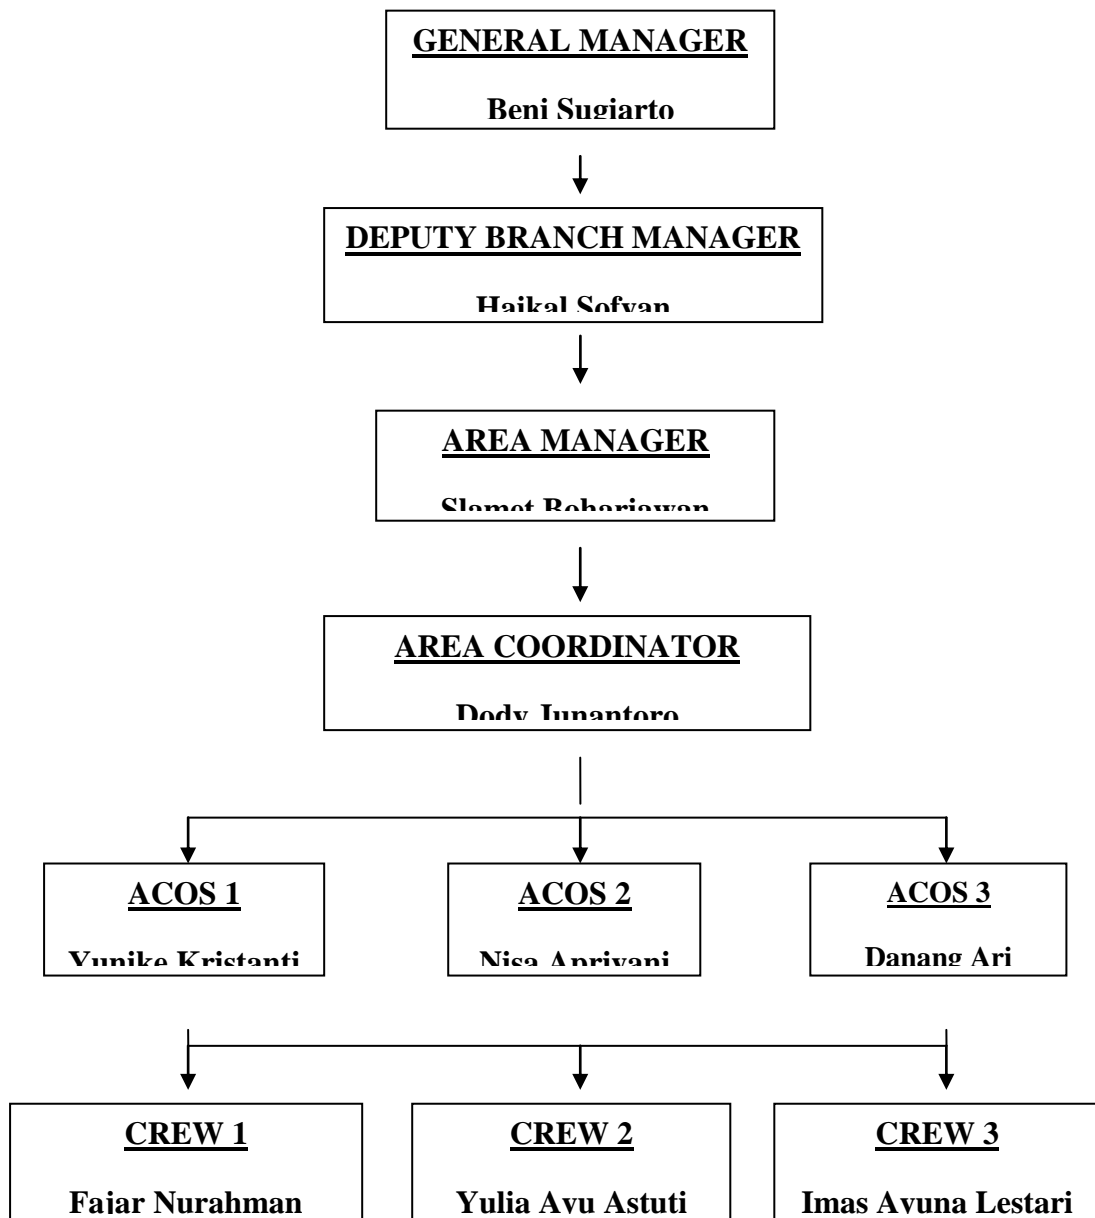 GENERAL MANAGER
Beni Sugiarto
DEPUTY BRANCH MANAGER
Haikal Sofyan
AREA MANAGER
Slamet Boharjawan
AREA COORDINATOR
Dody Junantoro
ACOS 1
ACOS 2
ACOS 3
Yunike Kristanti
Nisa Apriyani
Danang Ari
CREW 1
CREW 2
CREW 3
Fajar Nurahman
Yulia Ayu Astuti
Imas Ayuna Lestari